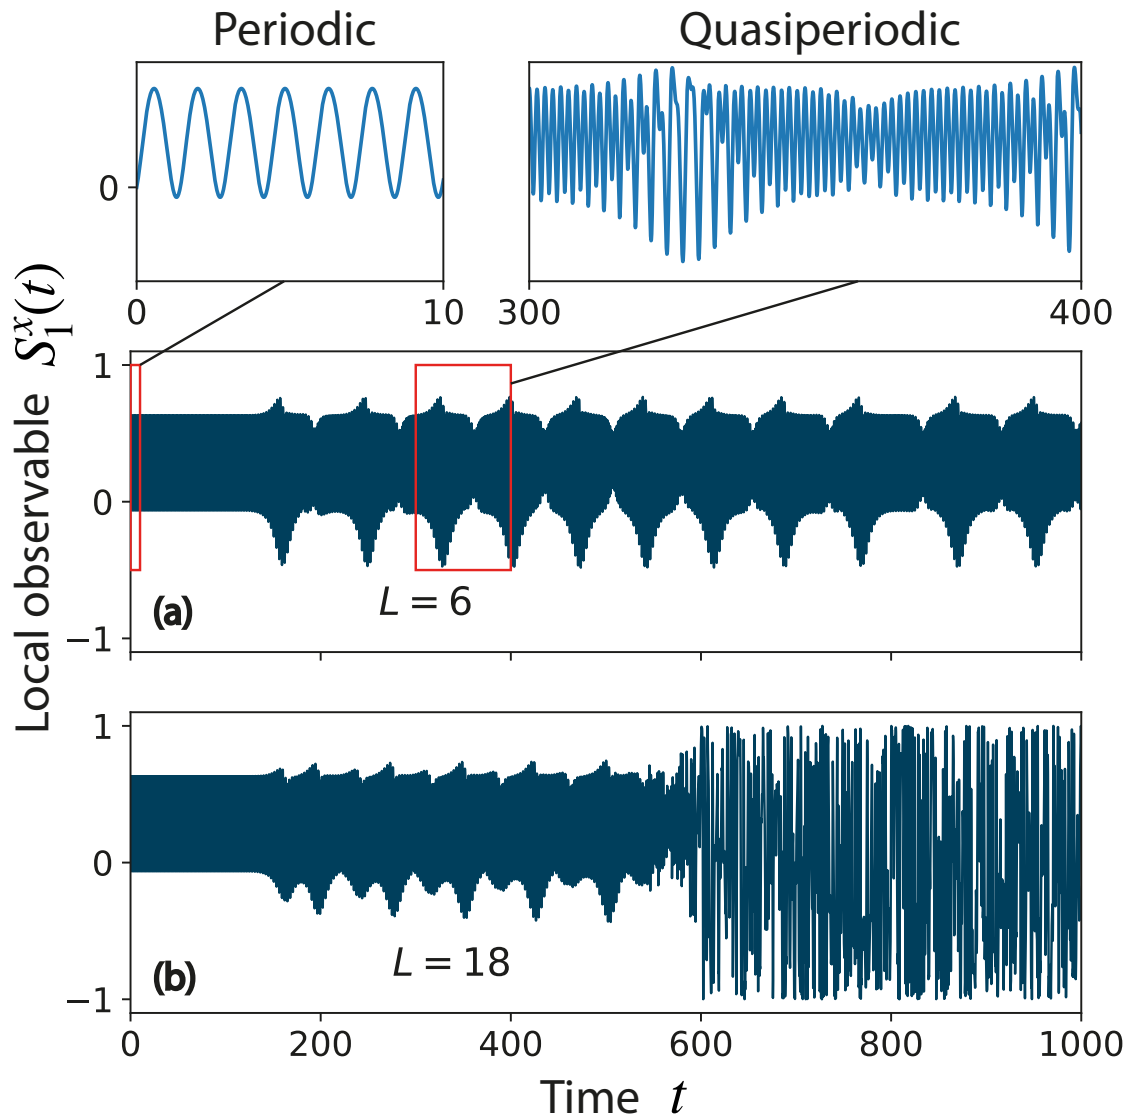 Periodic Quasiperiodic
0
0 10 300 400
Local observable S₁ˣ(t)
1
0
−1
(a)
L = 6
1
0
−1
(b)
L = 18
0 200 400 600 800 1000
Time t